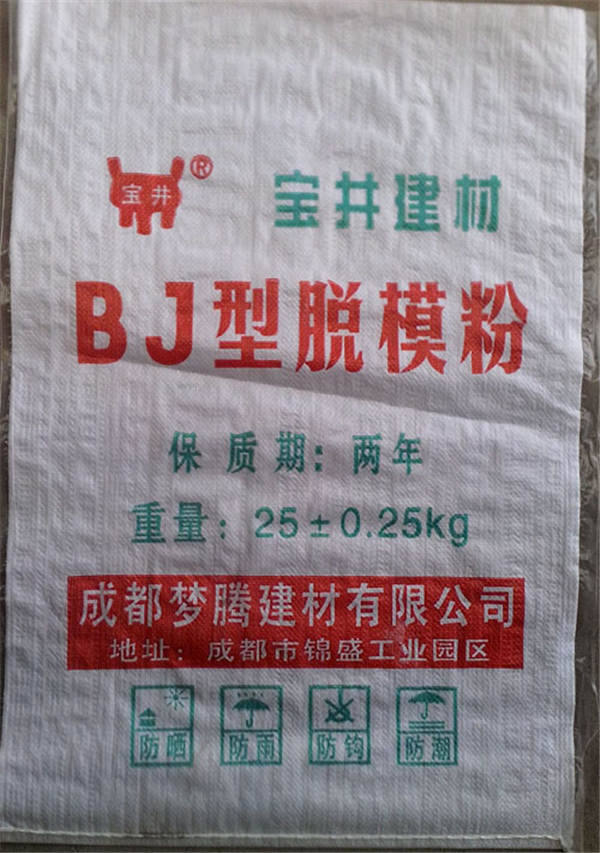 宝井® 宝井建材
BJ型脱模粉
保质期：两年
重量：25±0.25kg
成都梦腾建材有限公司
地址：成都市锦盛工业园区
防晒 防雨 防钩 防潮